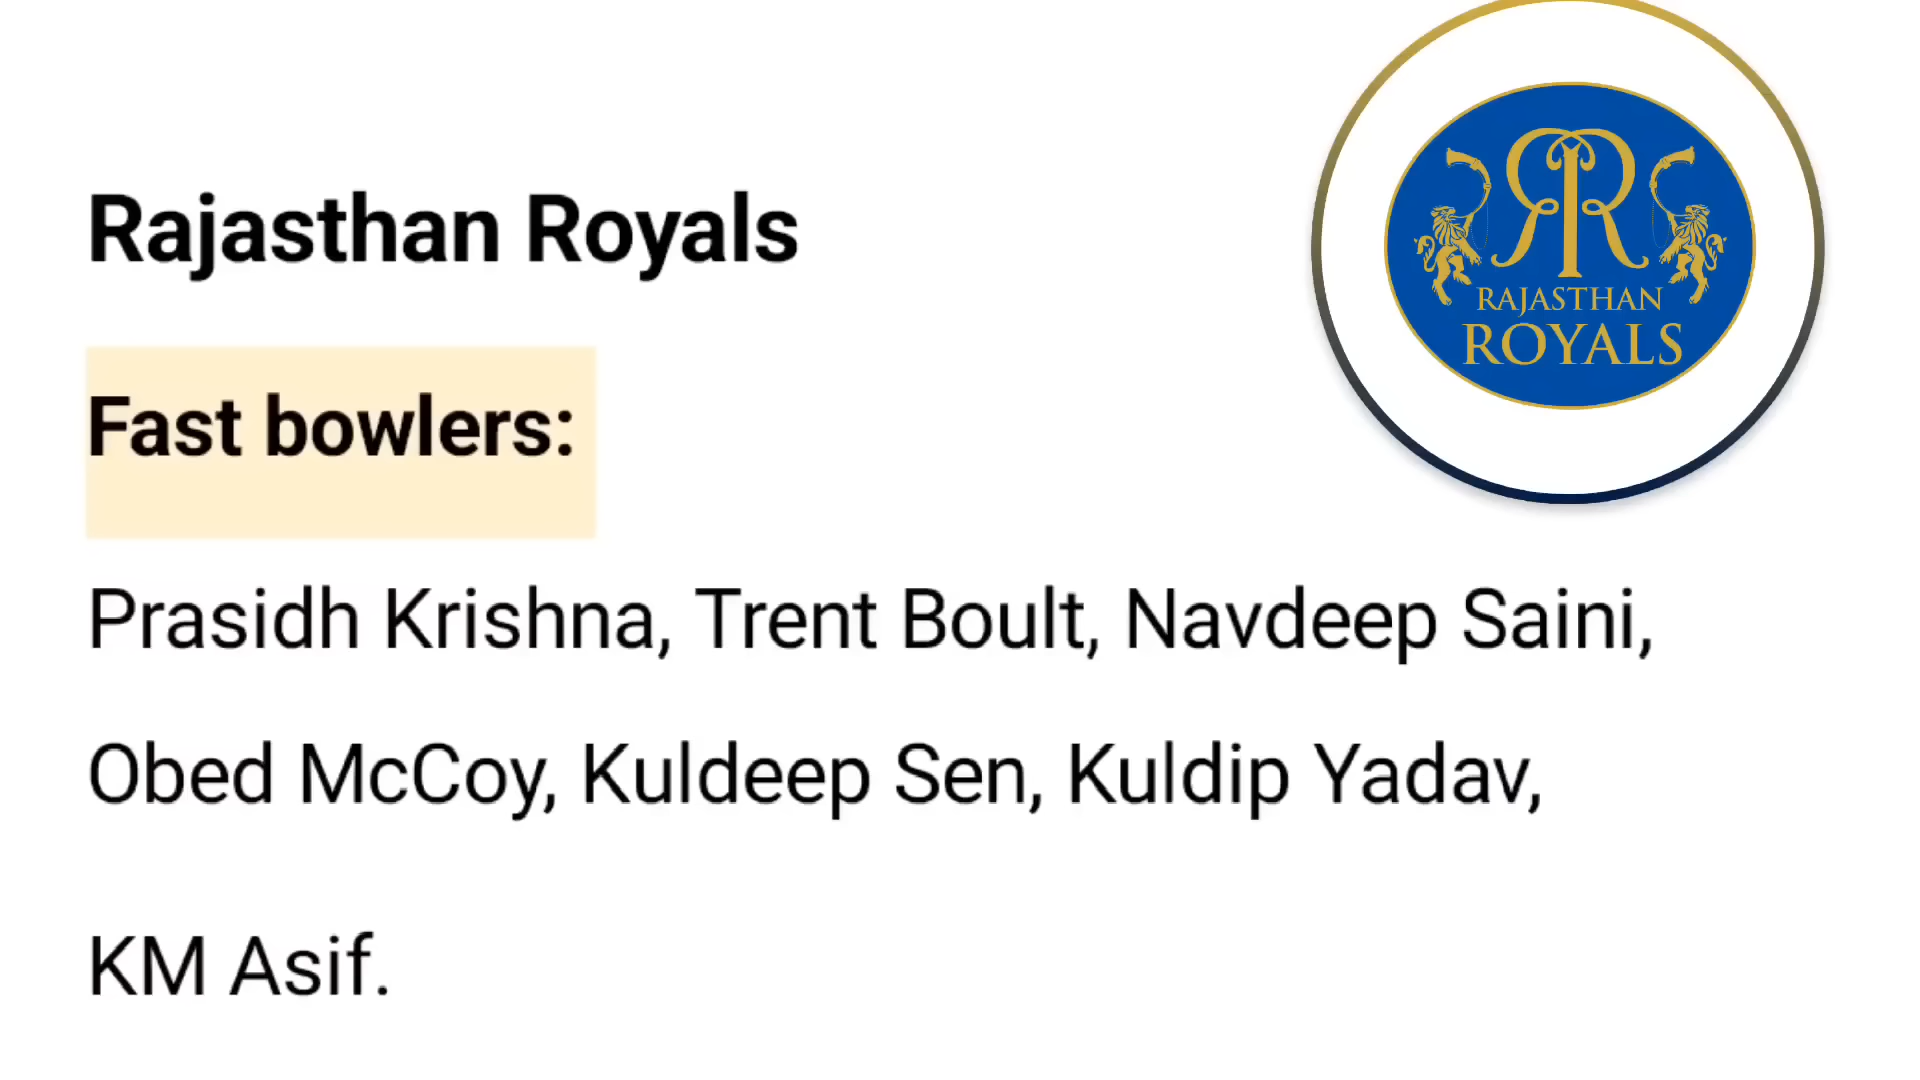 Rajasthan Royals
RAJASTHAN
ROYALS
Fast bowlers:
Prasidh Krishna, Trent Boult, Navdeep Saini,
Obed McCoy, Kuldeep Sen, Kuldip Yadav,
KM Asif.